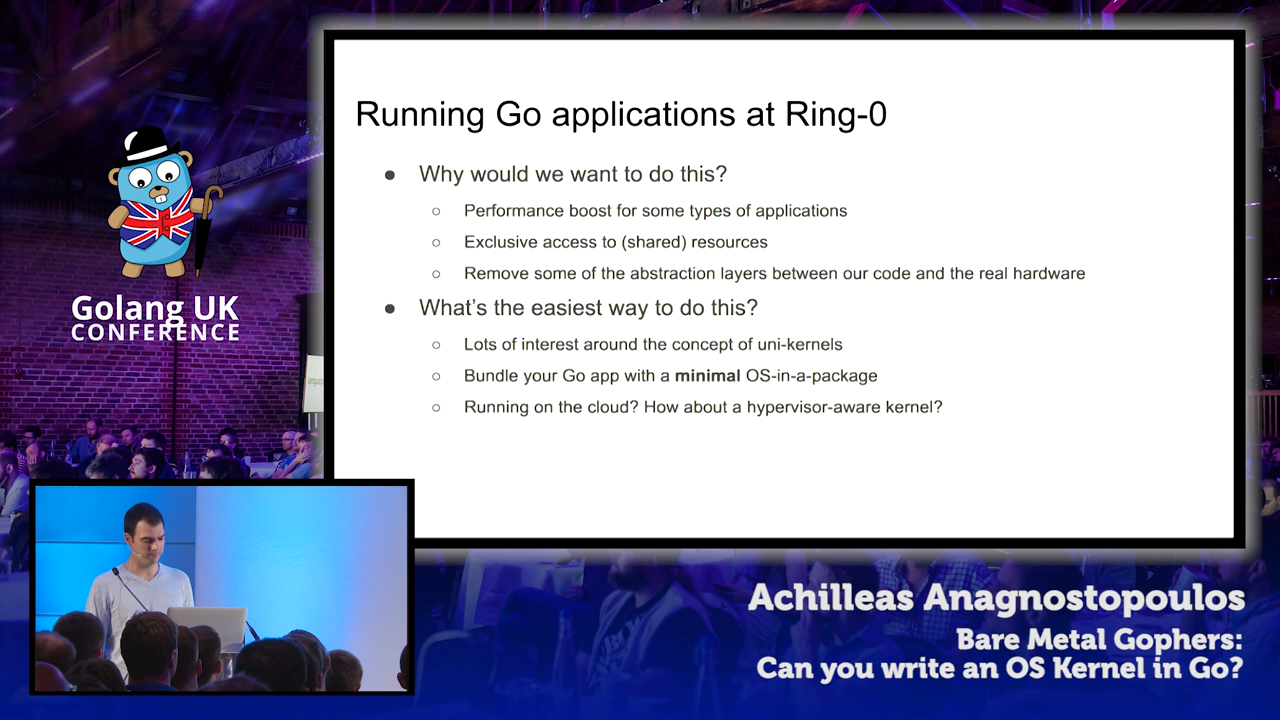 Running Go applications at Ring-0
● Why would we want to do this?
○ Performance boost for some types of applications
○ Exclusive access to (shared) resources
○ Remove some of the abstraction layers between our code and the real hardware
● What's the easiest way to do this?
○ Lots of interest around the concept of uni-kernels
○ Bundle your Go app with a minimal OS-in-a-package
○ Running on the cloud? How about a hypervisor-aware kernel?
Golang UK
CONFERENCE
Achilleas Anagnostopoulos
Bare Metal Gophers:
Can you write an OS Kernel in Go?